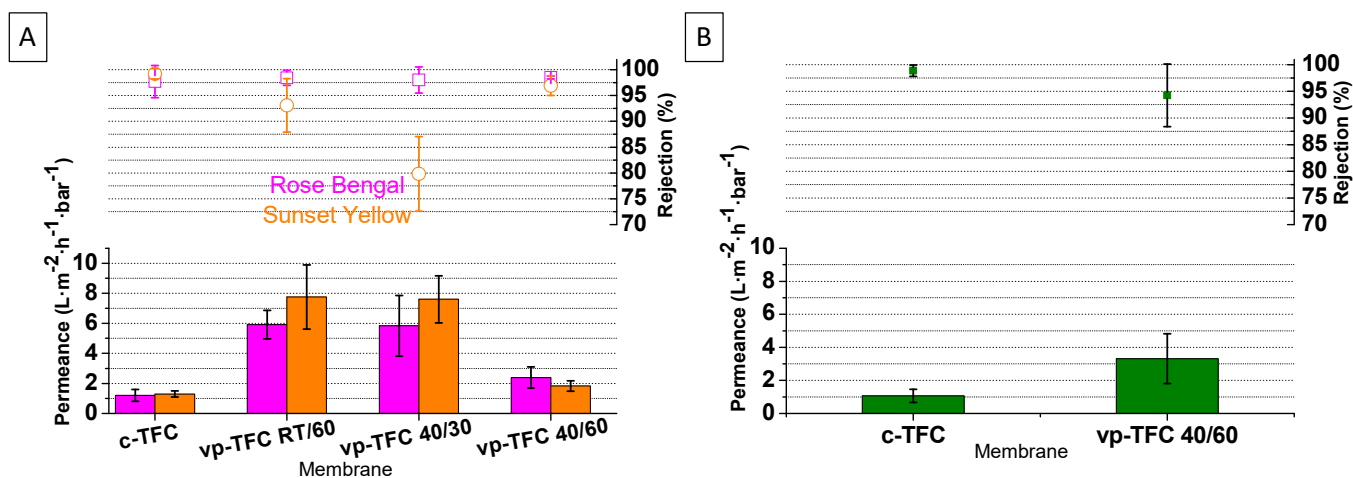 A
100
95
90
85
80
75
70
Rejection (%)
Rose Bengal
Sunset Yellow
Permeance (L·m⁻²·h⁻¹·bar⁻¹)
10
8
6
4
2
0
c-TFC
vp-TFC RT/60
vp-TFC 40/30
vp-TFC 40/60
Membrane
B
100
95
90
85
80
75
70
Rejection (%)
Permeance (L·m⁻²·h⁻¹·bar⁻¹)
10
8
6
4
2
0
c-TFC
vp-TFC 40/60
Membrane